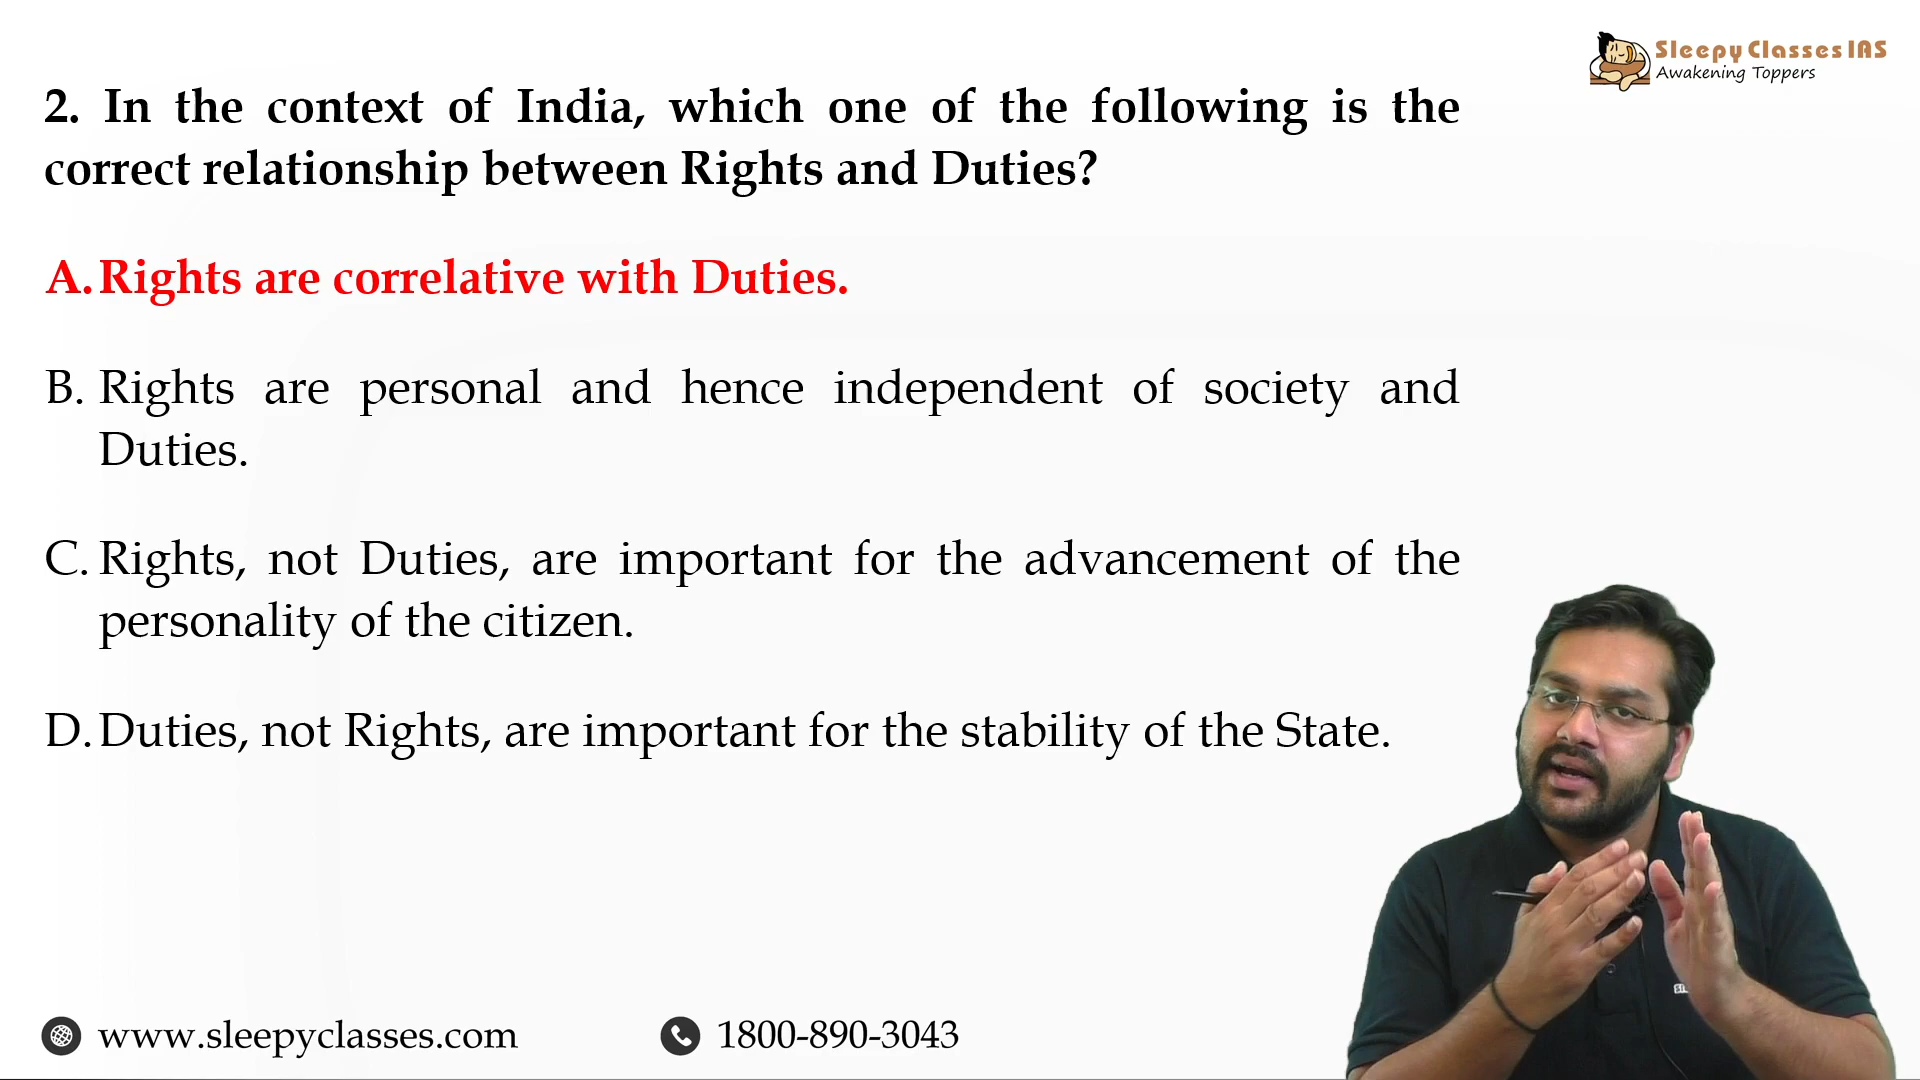 Sleepy Classes IAS
Awakening Toppers
2. In the context of India, which one of the following is the
correct relationship between Rights and Duties?
A. Rights are correlative with Duties.
B. Rights are personal and hence independent of society and
Duties.
C. Rights, not Duties, are important for the advancement of the
personality of the citizen.
D. Duties, not Rights, are important for the stability of the State.
www.sleepyclasses.com
1800-890-3043